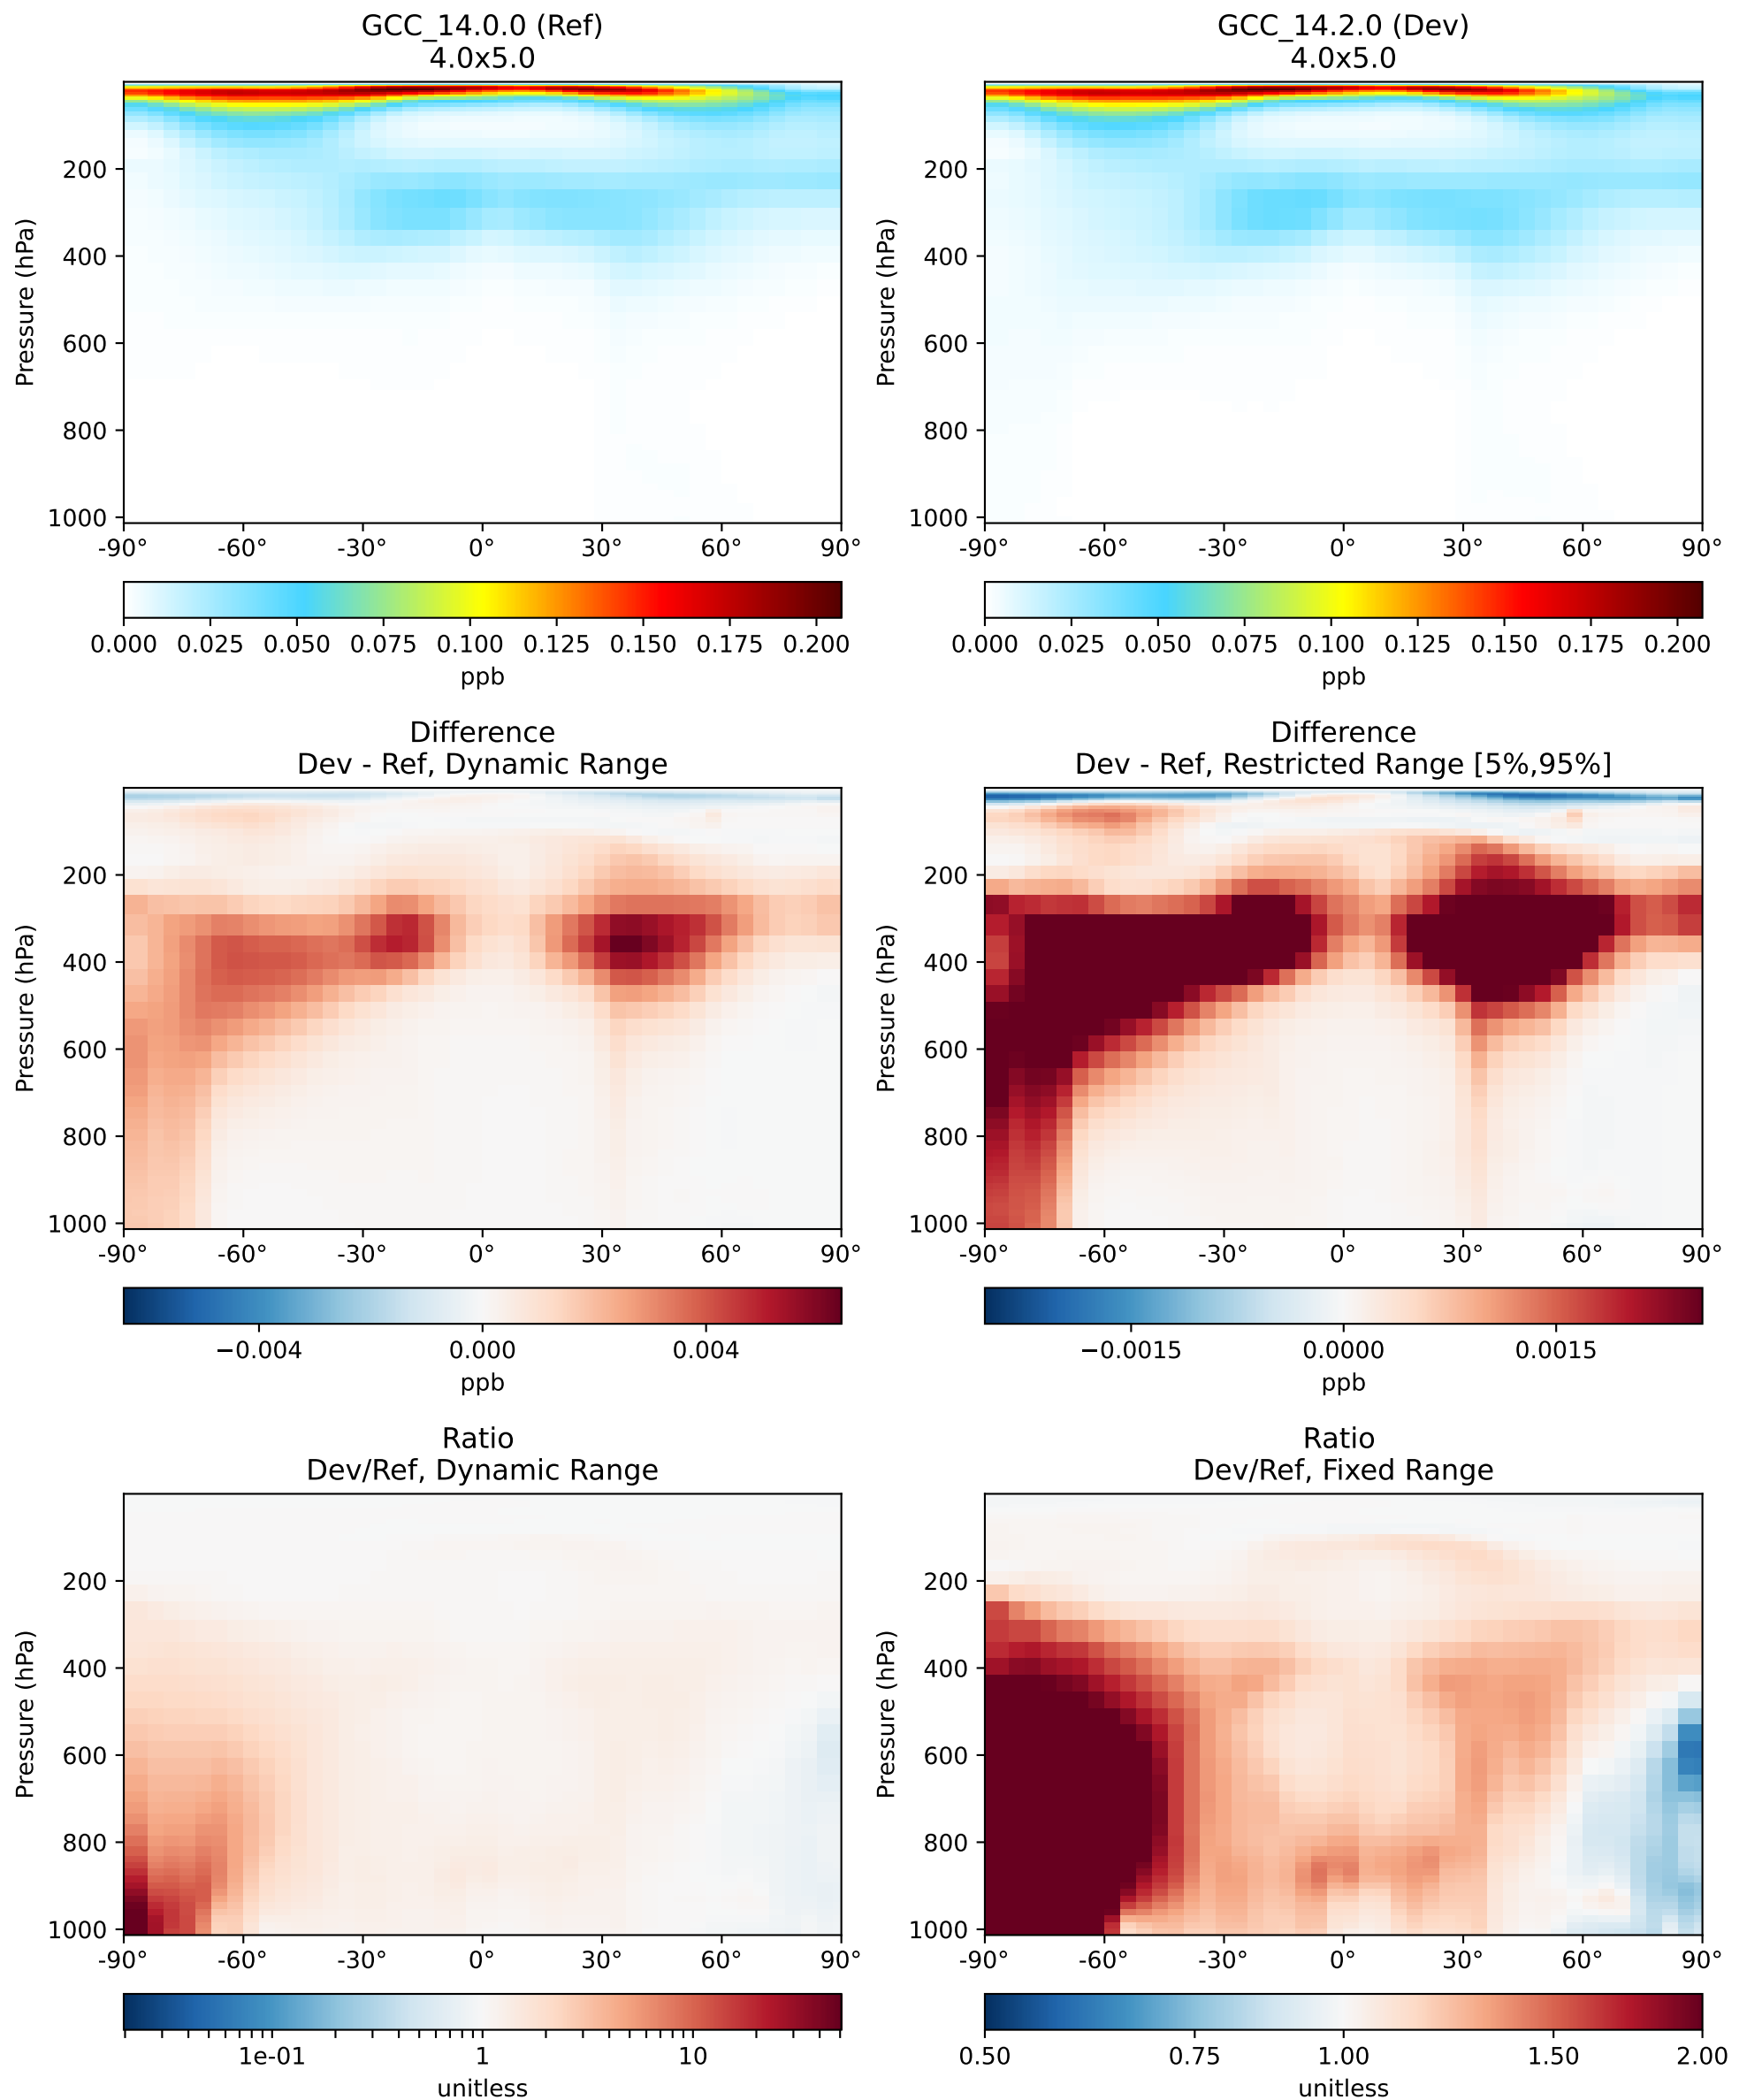 GCC_14.0.0 (Ref)
4.0x5.0
Pressure (hPa)
200
400
600
800
1000
-90° -60° -30° 0° 30° 60° 90°
0.000 0.025 0.050 0.075 0.100 0.125 0.150 0.175 0.200
ppb
GCC_14.2.0 (Dev)
4.0x5.0
Pressure (hPa)
200
400
600
800
1000
-90° -60° -30° 0° 30° 60° 90°
0.000 0.025 0.050 0.075 0.100 0.125 0.150 0.175 0.200
ppb
Difference
Dev - Ref, Dynamic Range
Pressure (hPa)
200
400
600
800
1000
-90° -60° -30° 0° 30° 60° 90°
−0.004 0.000 0.004
ppb
Difference
Dev - Ref, Restricted Range [5%,95%]
Pressure (hPa)
200
400
600
800
1000
-90° -60° -30° 0° 30° 60° 90°
−0.0015 0.0000 0.0015
ppb
Ratio
Dev/Ref, Dynamic Range
Pressure (hPa)
200
400
600
800
1000
-90° -60° -30° 0° 30° 60° 90°
1e-01 1 10
unitless
Ratio
Dev/Ref, Fixed Range
Pressure (hPa)
200
400
600
800
1000
-90° -60° -30° 0° 30° 60° 90°
0.50 0.75 1.00 1.50 2.00
unitless